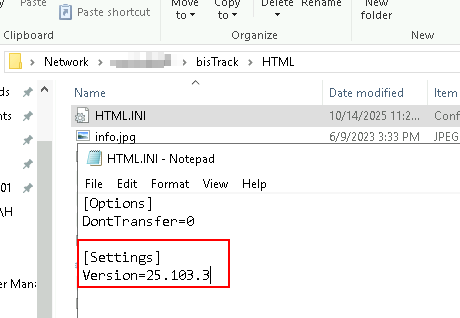 Paste
Paste shortcut
Move to
Copy to
Delete
Rename
New folder
Clipboard
Organize
New
Network
bisTrack
HTML
Name
Date modified
Item
HTML.INI
10/14/2025 11:2...
Conf
info.jpg
6/9/2023 3:33 PM
JPEG
HTML.INI - Notepad
File Edit Format View Help
[Options]
DontTransfer=0
[Settings]
Version=25.103.3
ds
nts
01
\H
er Mana